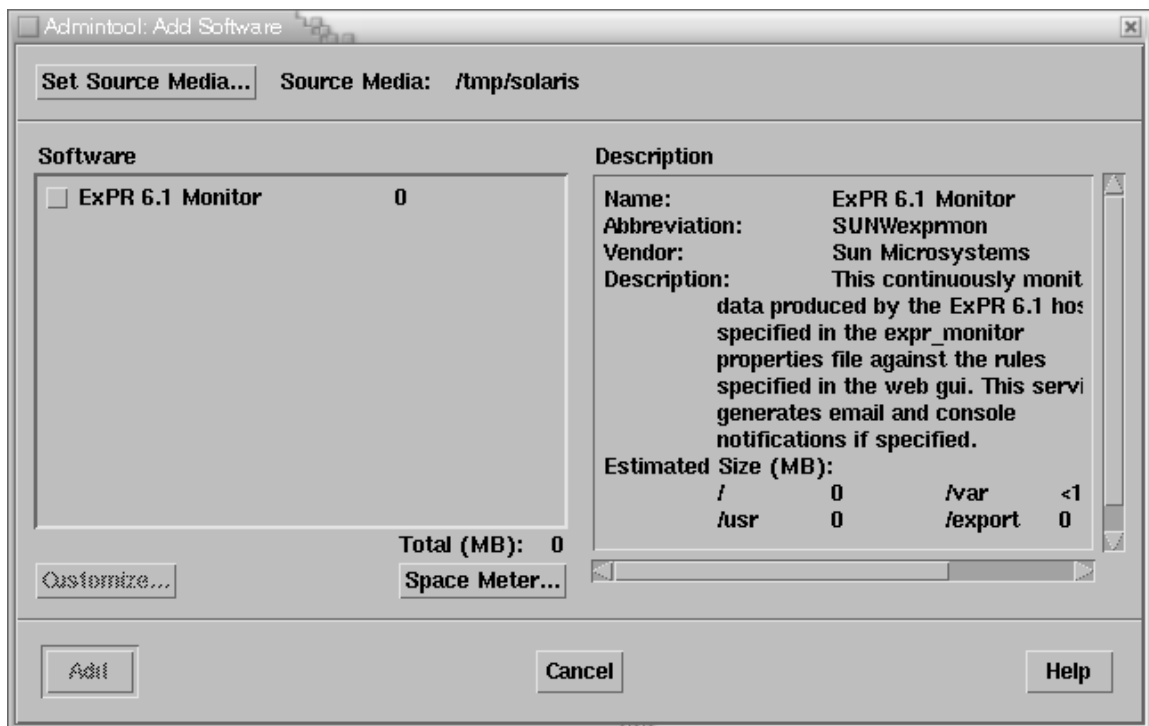 Admintool: Add Software
Set Source Media... Source Media: /tmp/solaris
Software
ExPR 6.1 Monitor 0
Total (MB): 0
Customize... Space Meter...
Description
Name: ExPR 6.1 Monitor
Abbreviation: SUNWexprmon
Vendor: Sun Microsystems
Description: This continuously monit
data produced by the ExPR 6.1 hos
specified in the expr_monitor
properties file against the rules
specified in the web gui. This servi
generates email and console
notifications if specified.
Estimated Size (MB):
/ 0 /var <1
/usr 0 /export 0
Add Cancel Help